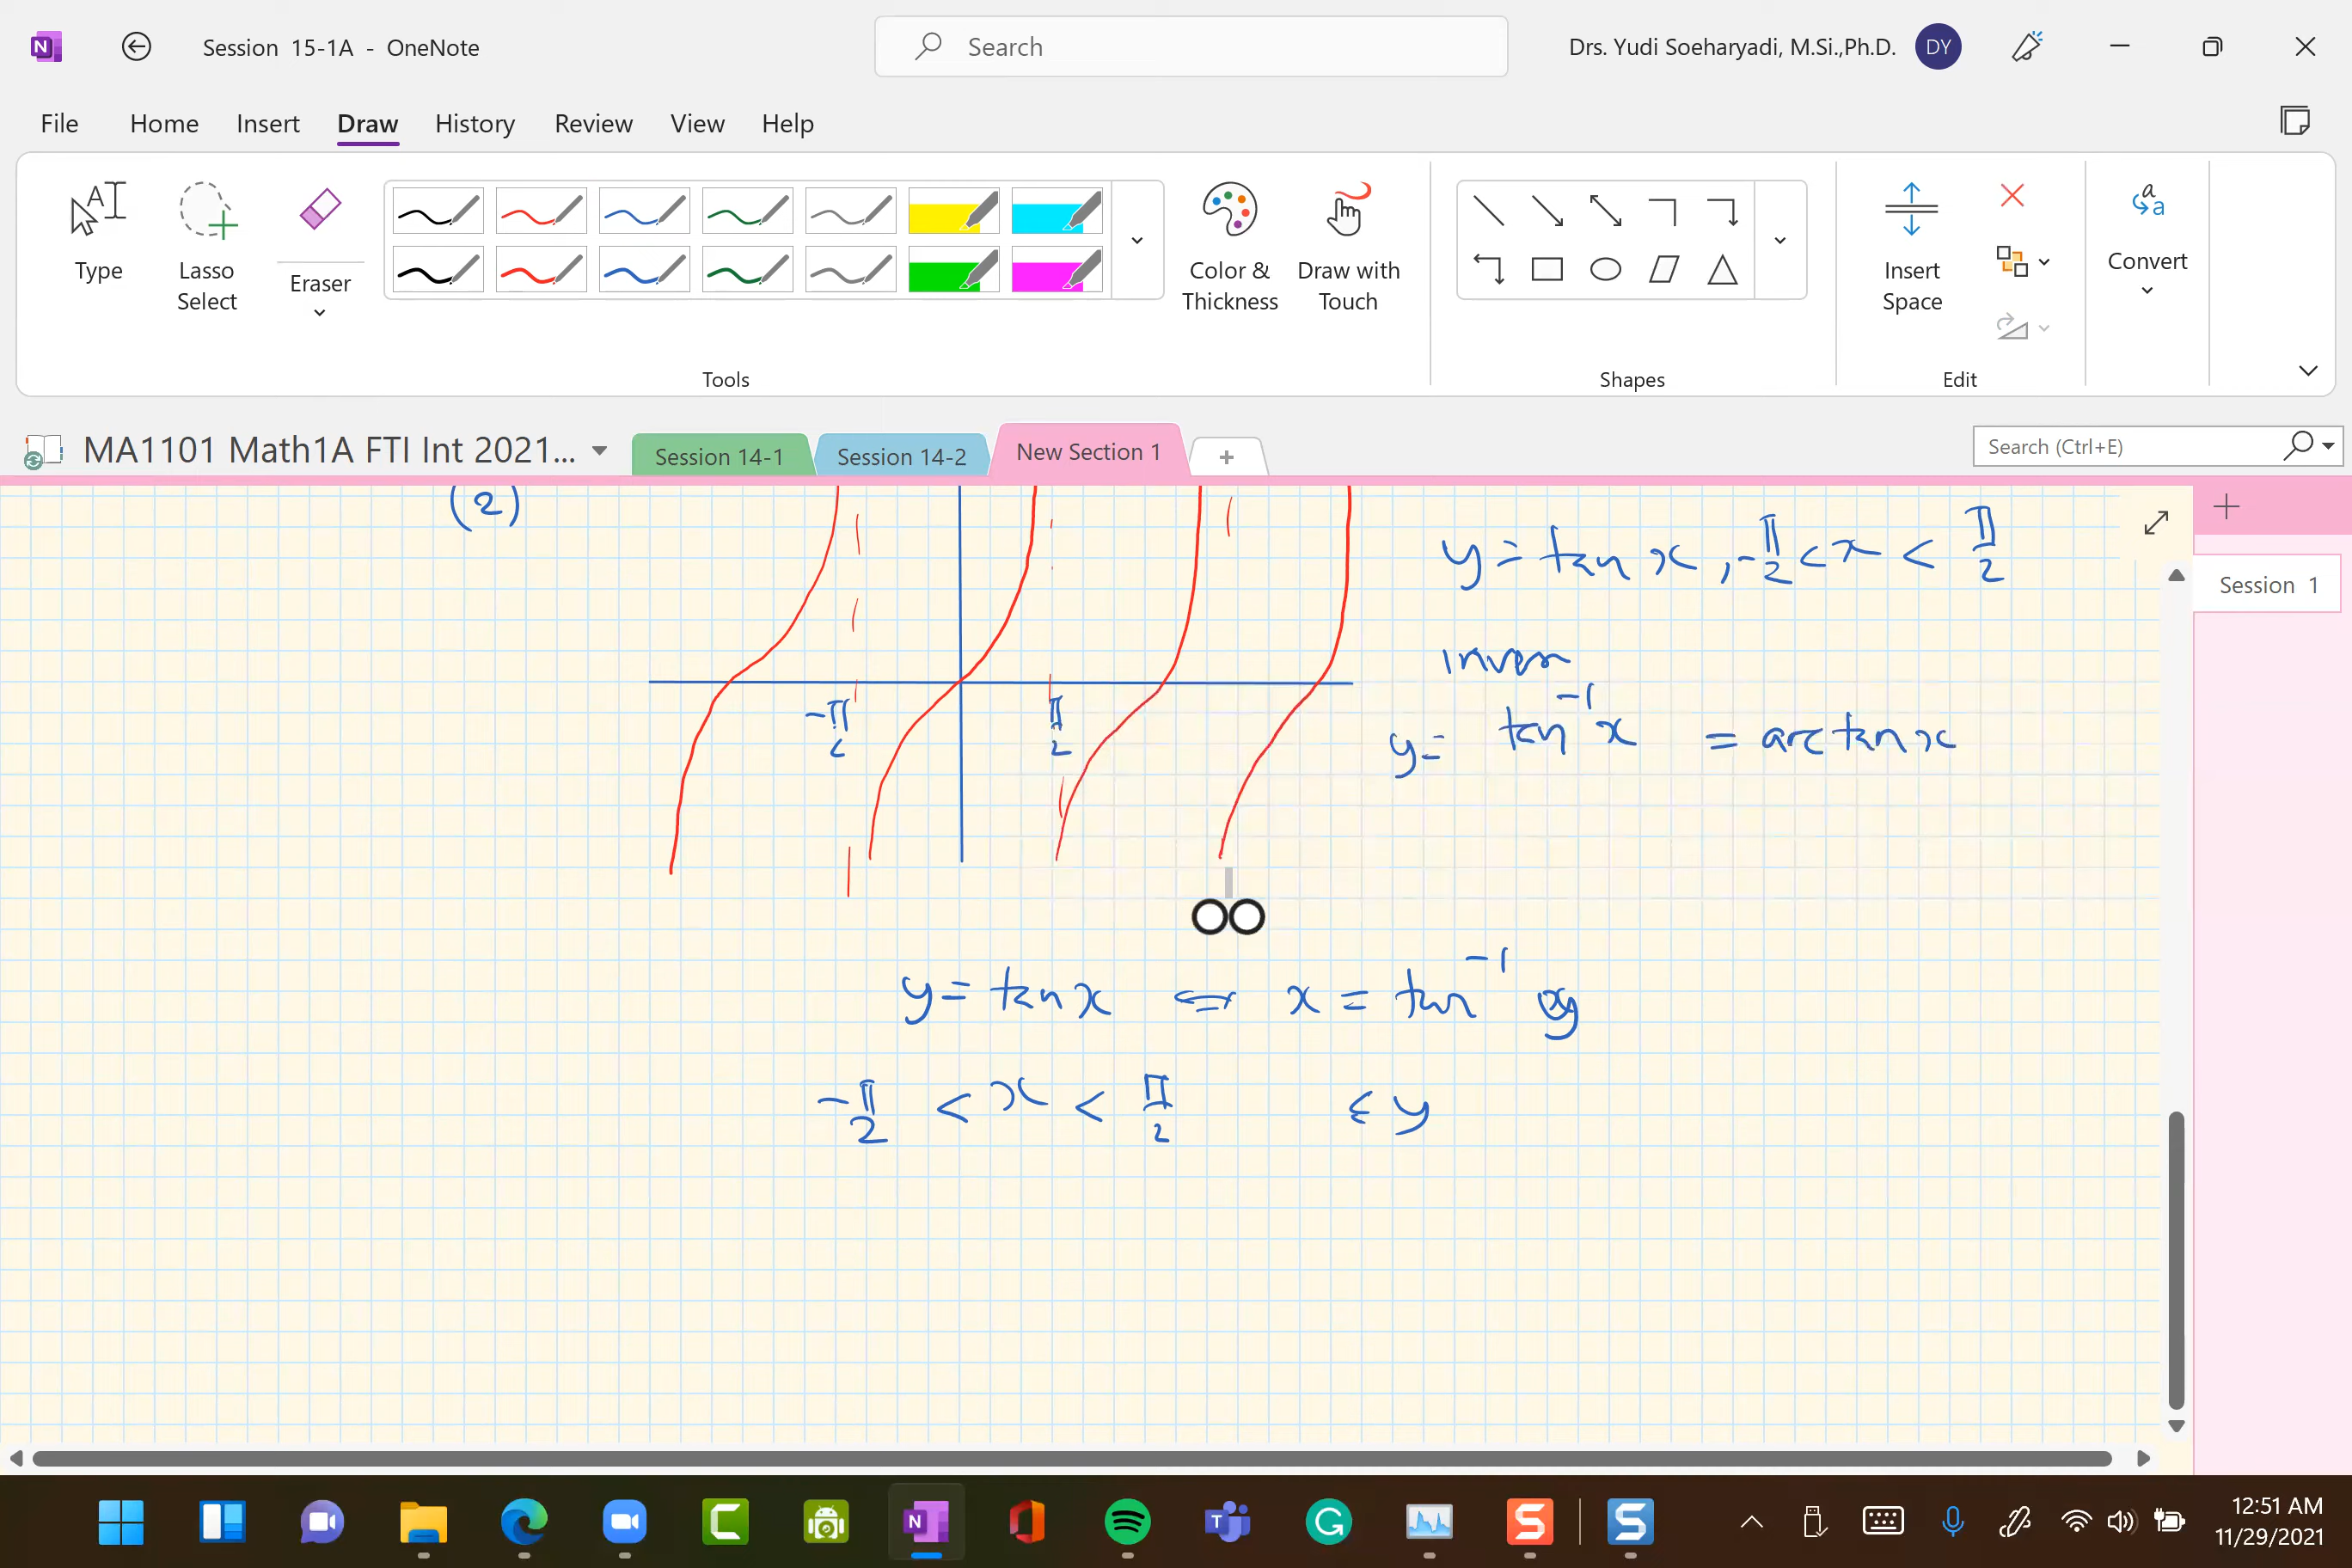 Session 15-1A - OneNote
Search
Drs. Yudi Soeharyadi, M.Si.,Ph.D.
DY
File Home Insert Draw History Review View Help
Type
Lasso Select
Eraser
Color & Thickness
Draw with Touch
Insert Space
Convert
Tools
Shapes
Edit
MA1101 Math1A FTI Int 2021...
Session 14-1
Session 14-2
New Section 1
+
Search (Ctrl+E)
Session 1
(2)
y = tan x , -π/2 < x < π/2
-π/2
π/2
y = tan⁻¹ x = arc tan x
y = tan x ⇔ x = tan⁻¹ y
-π/2 < x < π/2 & y
12:51 AM
11/29/2021